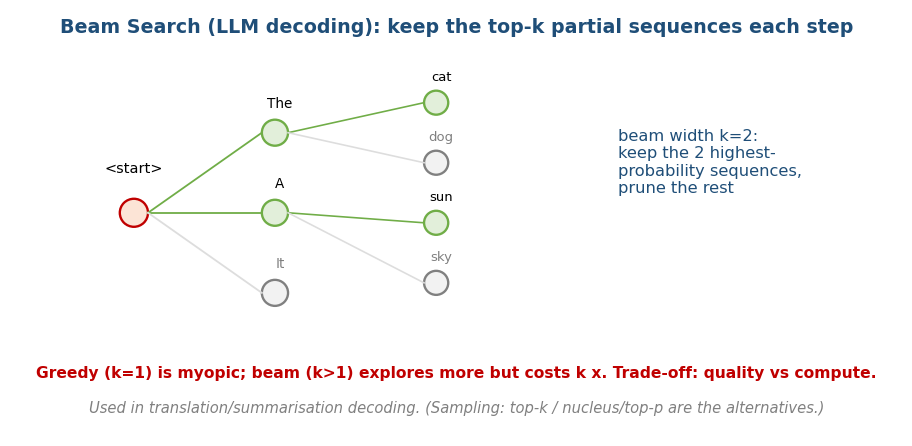 Beam Search (LLM decoding): keep the top-k partial sequences each step
cat
The
dog
<start>
A
sun
It
sky
beam width k=2:
keep the 2 highest-
probability sequences,
prune the rest
Greedy (k=1) is myopic; beam (k>1) explores more but costs k x. Trade-off: quality vs compute.
Used in translation/summarisation decoding. (Sampling: top-k / nucleus/top-p are the alternatives.)